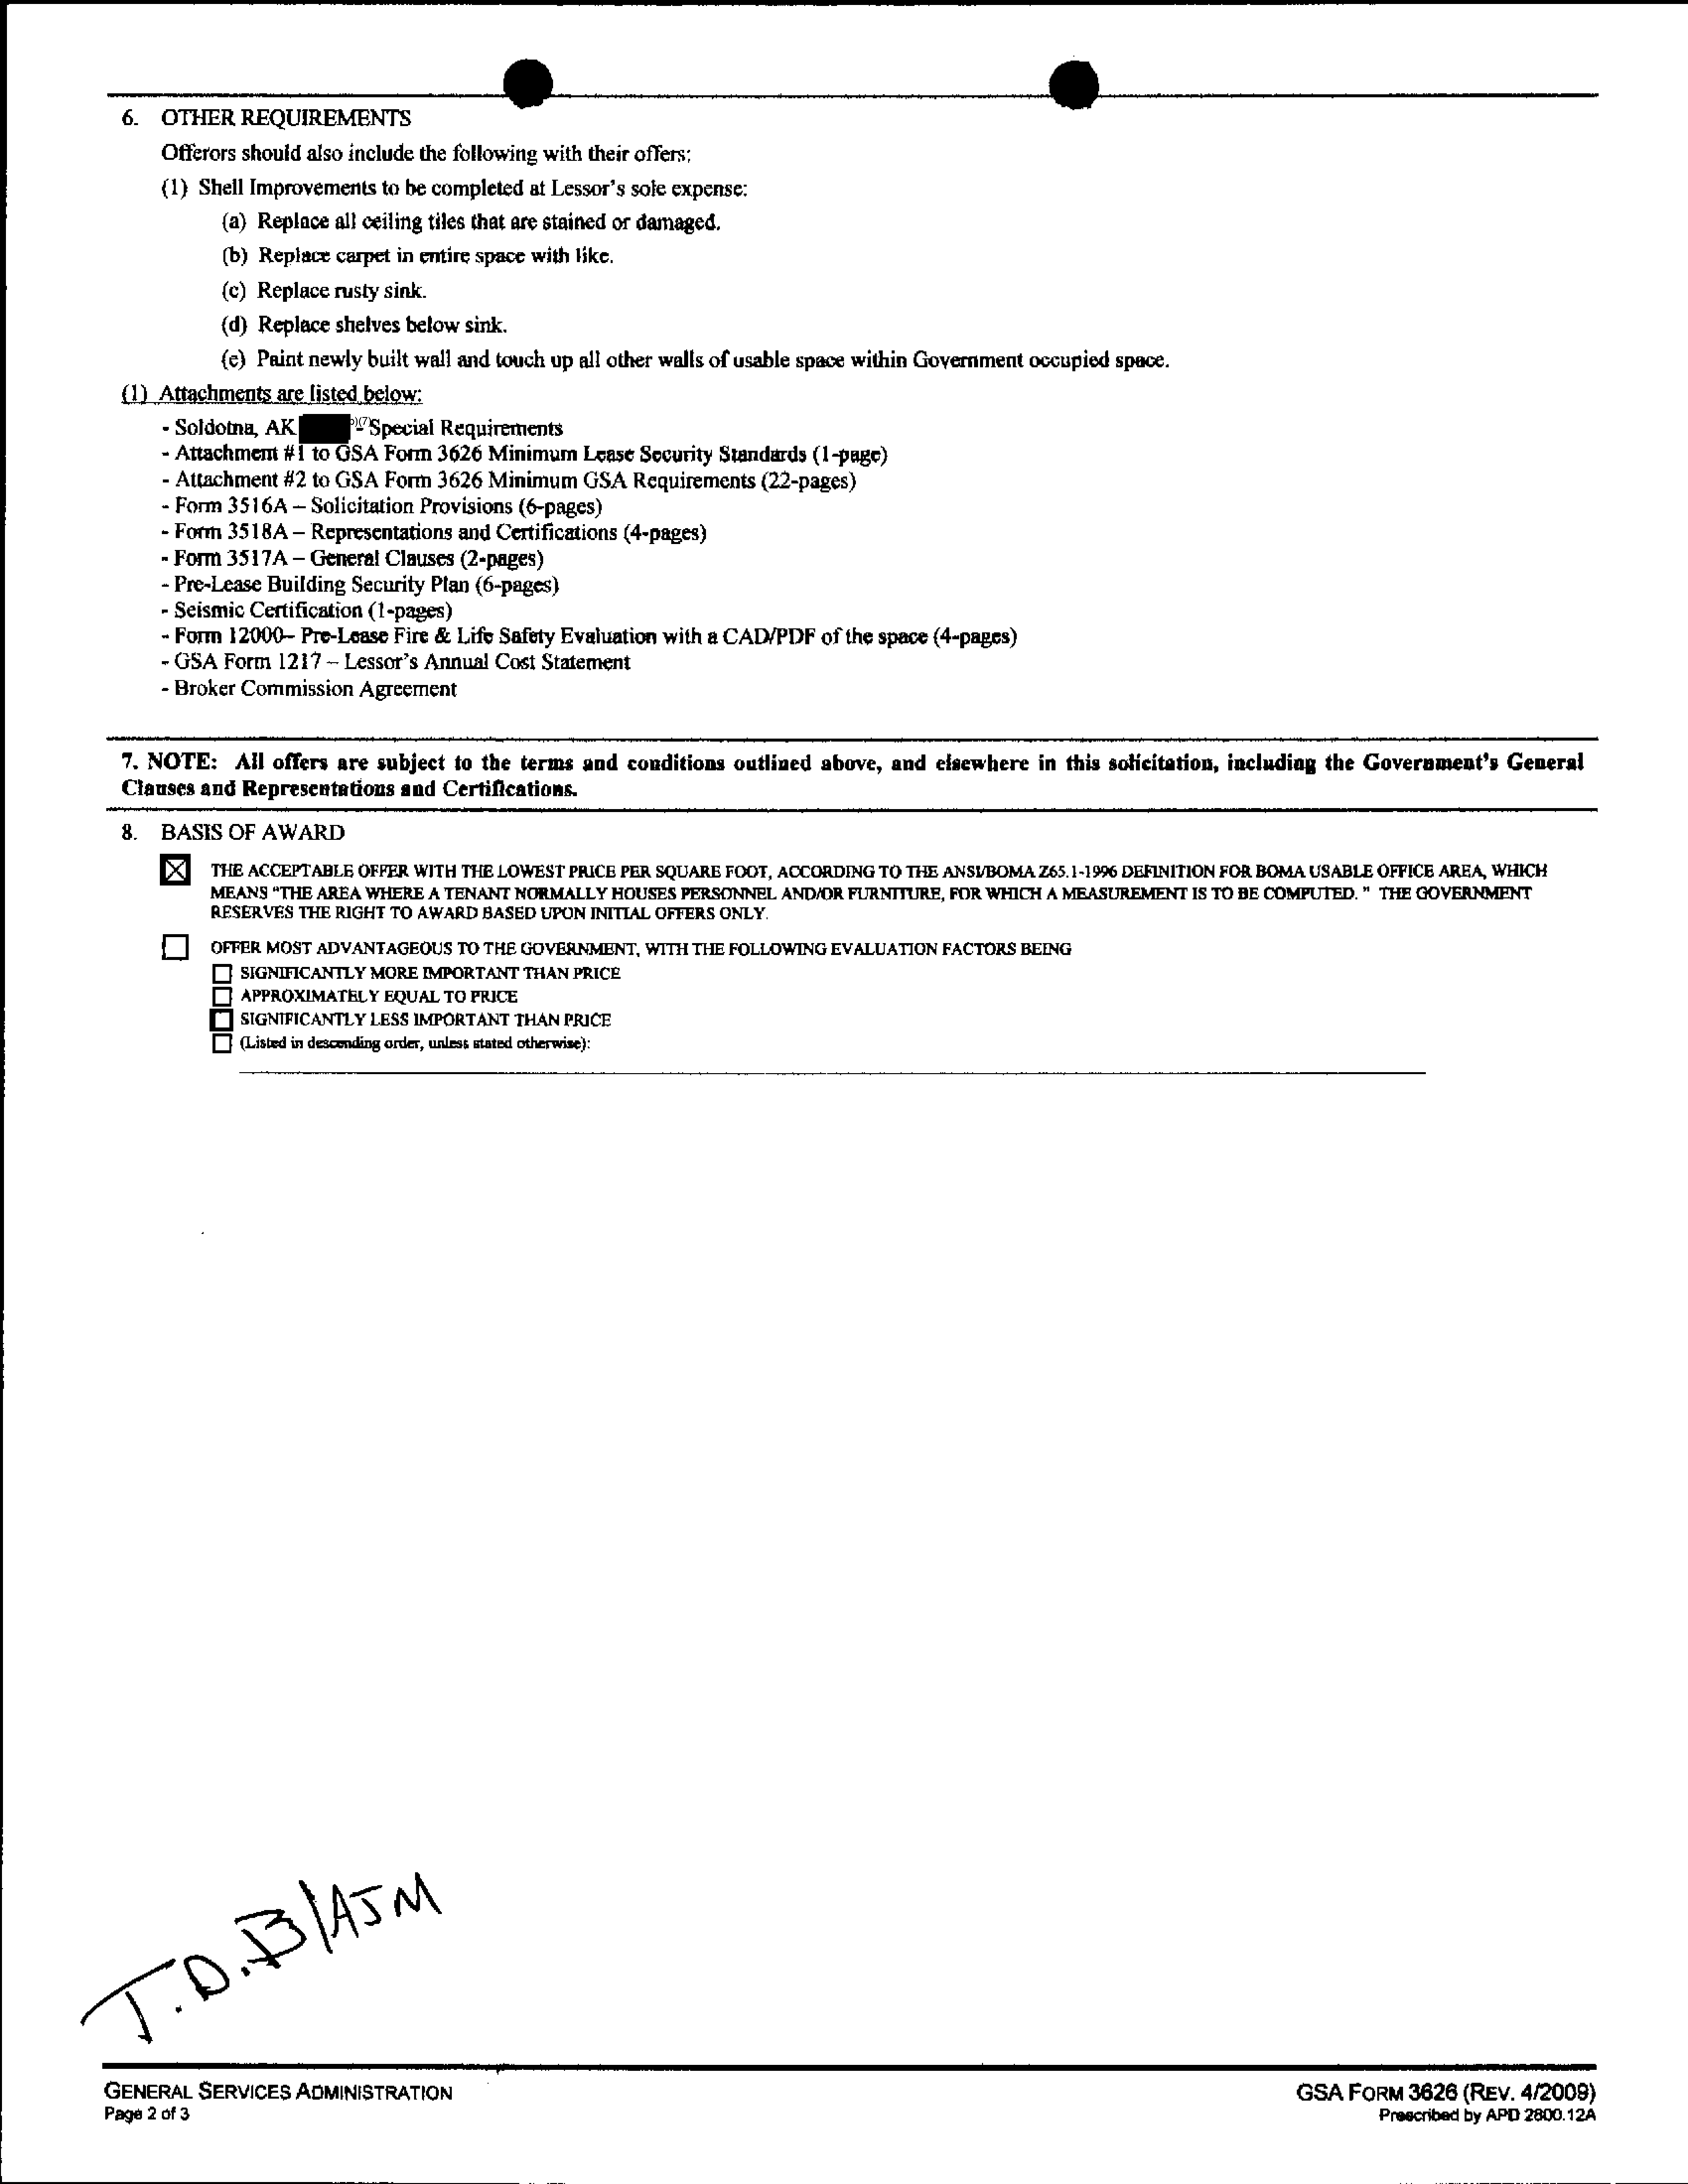 6. OTHER REQUIREMENTS
Offerors should also include the following with their offers:
(1) Shell Improvements to be completed at Lessor's sole expense:
(a) Replace all ceiling tiles that are stained or damaged.
(b) Replace carpet in entire space with like.
(c) Replace rusty sink.
(d) Replace shelves below sink.
(e) Paint newly built wall and touch up all other walls of usable space within Government occupied space.
(1) Attachments are listed below:
- Soldotna, AK )(7) - Special Requirements
- Attachment #1 to GSA Form 3626 Minimum Lease Security Standards (1-page)
- Attachment #2 to GSA Form 3626 Minimum GSA Requirements (22-pages)
- Form 3516A – Solicitation Provisions (6-pages)
- Form 3518A – Representations and Certifications (4-pages)
- Form 3517A – General Clauses (2-pages)
- Pre-Lease Building Security Plan (6-pages)
- Seismic Certification (1-pages)
- Form 12000– Pre-Lease Fire & Life Safety Evaluation with a CAD/PDF of the space (4-pages)
- GSA Form 1217 – Lessor's Annual Cost Statement
- Broker Commission Agreement
7. NOTE: All offers are subject to the terms and conditions outlined above, and elsewhere in this solicitation, including the Government's General
Clauses and Representations and Certifications.
8. BASIS OF AWARD
THE ACCEPTABLE OFFER WITH THE LOWEST PRICE PER SQUARE FOOT, ACCORDING TO THE ANSI/BOMA Z65.1-1996 DEFINITION FOR BOMA USABLE OFFICE AREA, WHICH
MEANS "THE AREA WHERE A TENANT NORMALLY HOUSES PERSONNEL AND/OR FURNITURE, FOR WHICH A MEASUREMENT IS TO BE COMPUTED. " THE GOVERNMENT
RESERVES THE RIGHT TO AWARD BASED UPON INITIAL OFFERS ONLY.
OFFER MOST ADVANTAGEOUS TO THE GOVERNMENT, WITH THE FOLLOWING EVALUATION FACTORS BEING
SIGNIFICANTLY MORE IMPORTANT THAN PRICE
APPROXIMATELY EQUAL TO PRICE
SIGNIFICANTLY LESS IMPORTANT THAN PRICE
(Listed in descending order, unless stated otherwise):
T.D.B/AJM
GENERAL SERVICES ADMINISTRATION
Page 2 of 3
GSA FORM 3626 (REV. 4/2009)
Prescribed by APD 2800.12A